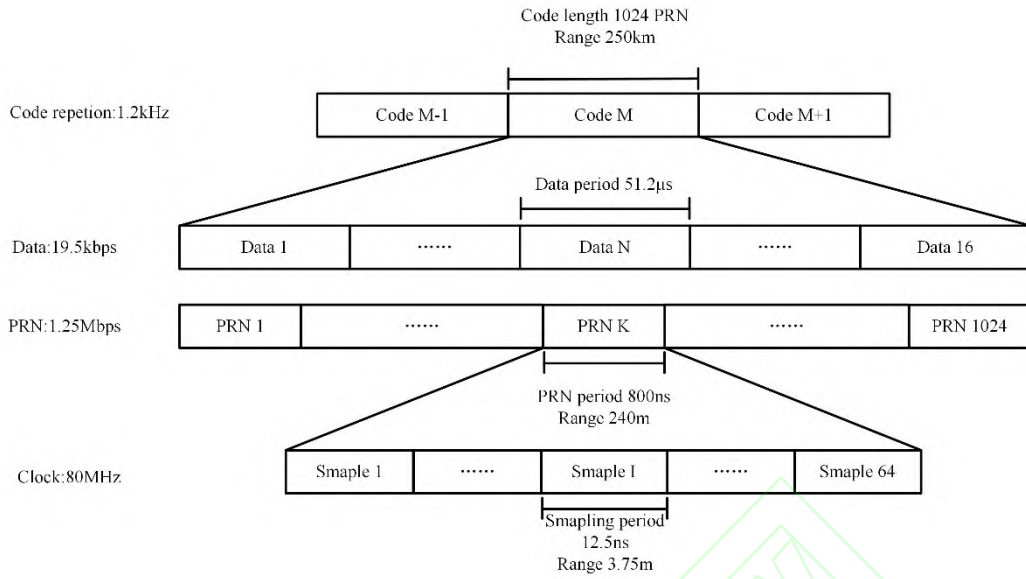 Code length 1024 PRN
Range 250km
Code repetion:1.2kHz
Code M-1
Code M
Code M+1
Data period 51.2μs
Data:19.5kbps
Data 1
······
Data N
······
Data 16
PRN:1.25Mbps
PRN 1
······
PRN K
······
PRN 1024
PRN period 800ns
Range 240m
Clock:80MHz
Smaple 1
······
Smaple I
······
Smaple 64
Smapling period
12.5ns
Range 3.75m